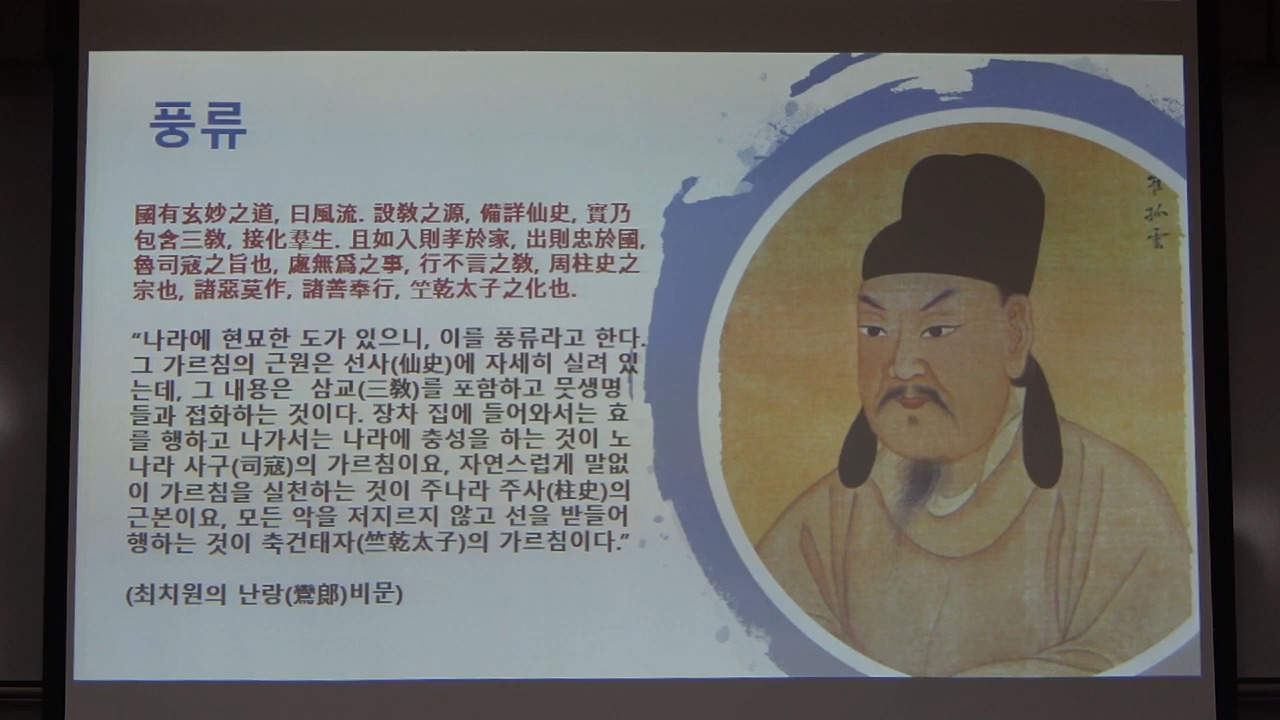 풍류
國有玄妙之道, 曰風流. 設敎之源, 備詳仙史, 實乃
包含三敎, 接化羣生. 且如入則孝於家, 出則忠於國,
魯司寇之旨也, 處無爲之事, 行不言之敎, 周柱史之
宗也, 諸惡莫作, 諸善奉行, 竺乾太子之化也.
“나라에 현묘한 도가 있으니, 이를 풍류라고 한다.
그 가르침의 근원은 선사(仙史)에 자세히 실려 있
는데, 그 내용은 삼교(三敎)를 포함하고 뭇생명
들과 접화하는 것이다. 장차 집에 들어와서는 효
를 행하고 나가서는 나라에 충성을 하는 것이 노
나라 사구(司寇)의 가르침이요, 자연스럽게 말없
이 가르침을 실천하는 것이 주나라 주사(柱史)의
근본이요, 모든 악을 저지르지 않고 선을 받들어
행하는 것이 축건태자(竺乾太子)의 가르침이다.”
(최치원의 난랑(鸞郞)비문)
崔孤雲